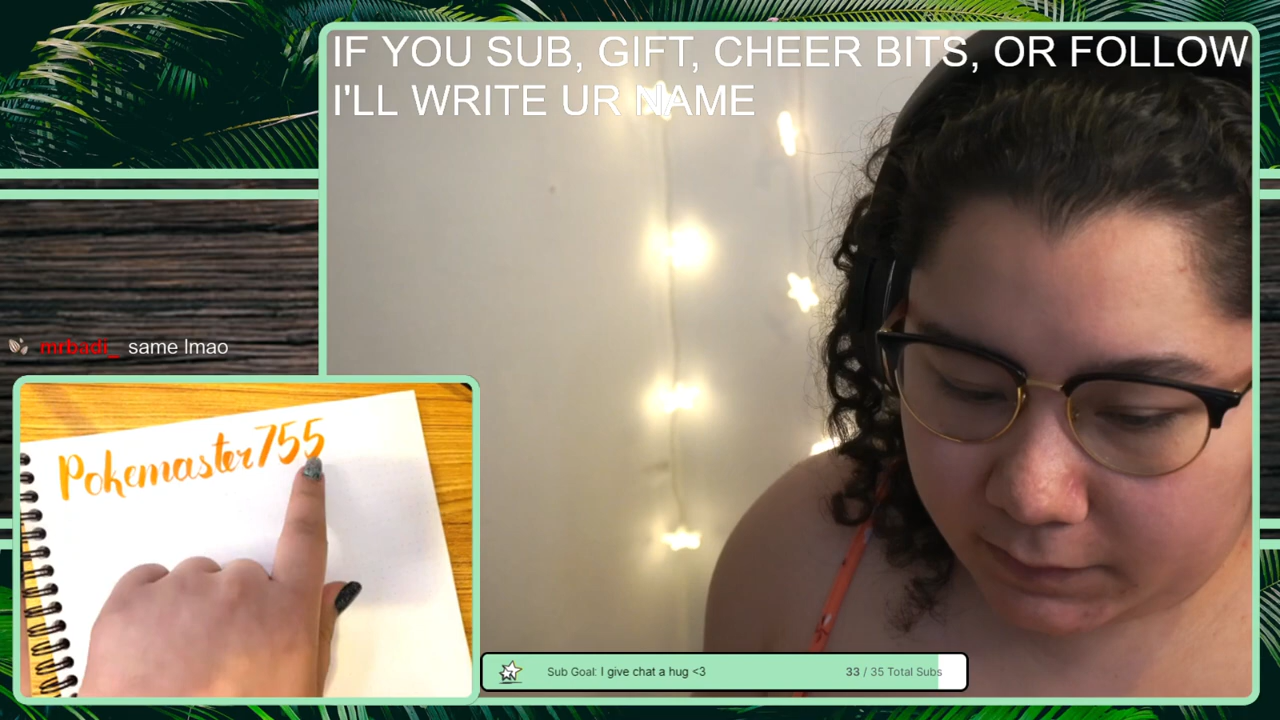 IF YOU SUB, GIFT, CHEER BITS, OR FOLLOW
I'LL WRITE UR NAME
mrbadi_ same lmao
Pokemaster755
Sub Goal: I give chat a hug <3 33 / 35 Total Subs